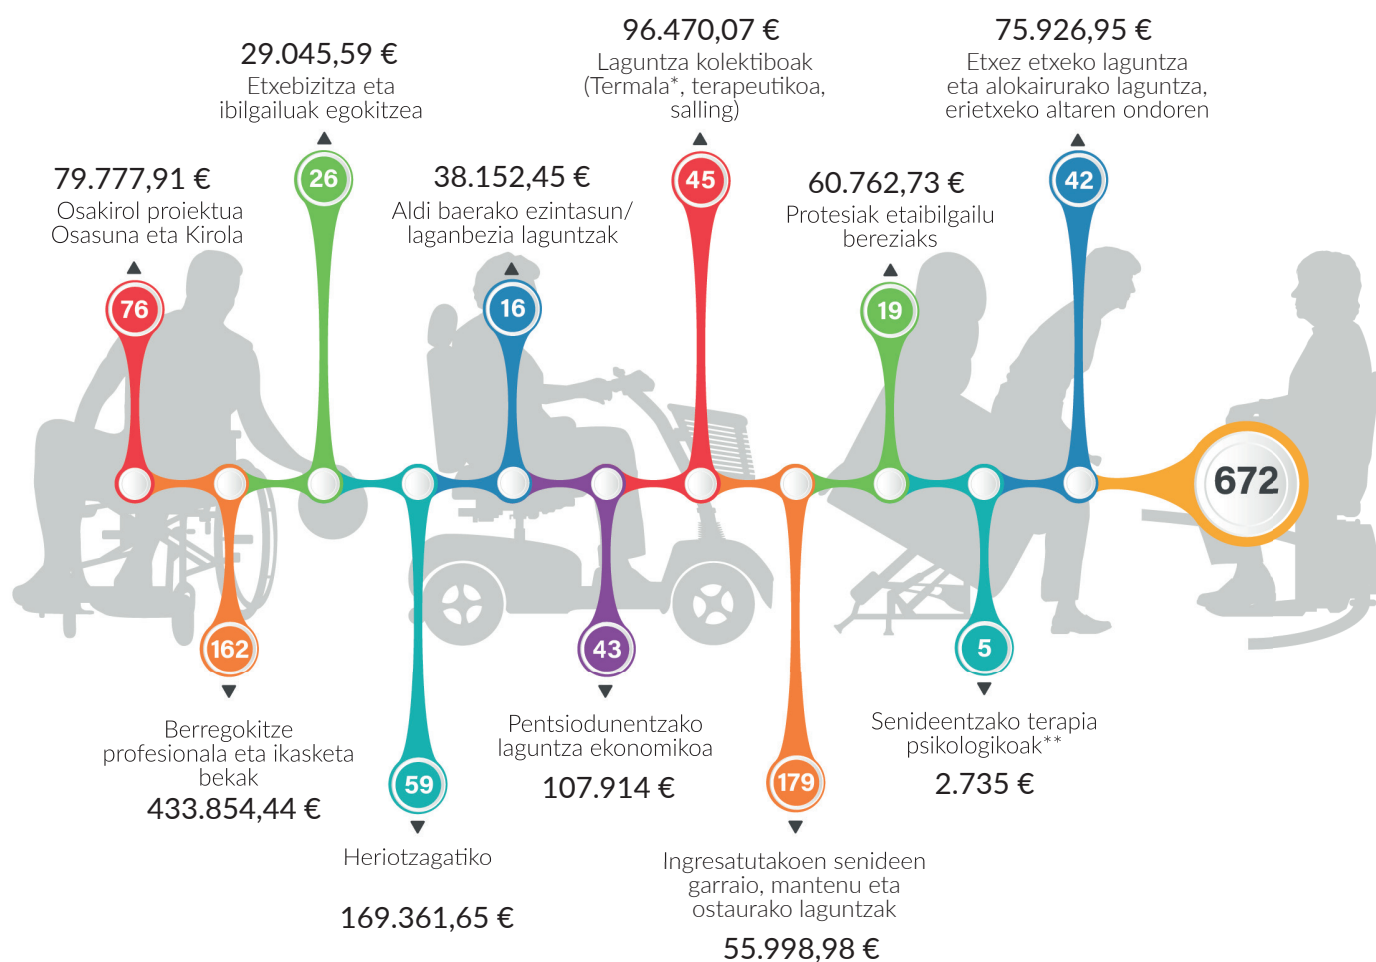 79.777,91 €
Osakirol proiektua
Osasuna eta Kirola
76
29.045,59 €
Etxebizitza eta
ibilgailuak egokitzea
26
38.152,45 €
Aldi baerako ezintasun/
laganbezia laguntzak
16
96.470,07 €
Laguntza kolektiboak
(Termala*, terapeutikoa,
salling)
45
60.762,73 €
Protesiak etaibilgailu
bereziaks
19
75.926,95 €
Etxez etxeko laguntza
eta alokairurako laguntza,
erietxeko altaren ondoren
42
672
162
Berregokitze
profesionala eta ikasketa
bekak
433.854,44 €
59
Heriotzagatiko
169.361,65 €
43
Pentsiodunentzako
laguntza ekonomikoa
107.914 €
179
Ingresatutakoen senideen
garraio, mantenu eta
ostaurako laguntzak
55.998,98 €
5
Senideentzako terapia
psikologikoak**
2.735 €